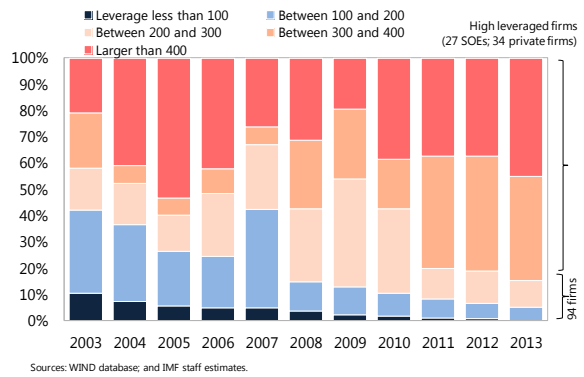 Leverage less than 100
Between 100 and 200
Between 200 and 300
Between 300 and 400
Larger than 400
High leveraged firms
(27 SOEs; 34 private firms)
100%
90%
80%
70%
60%
50%
40%
30%
20%
10%
0%
94 firms
2003 2004 2005 2006 2007 2008 2009 2010 2011 2012 2013
Sources: WIND database; and IMF staff estimates.